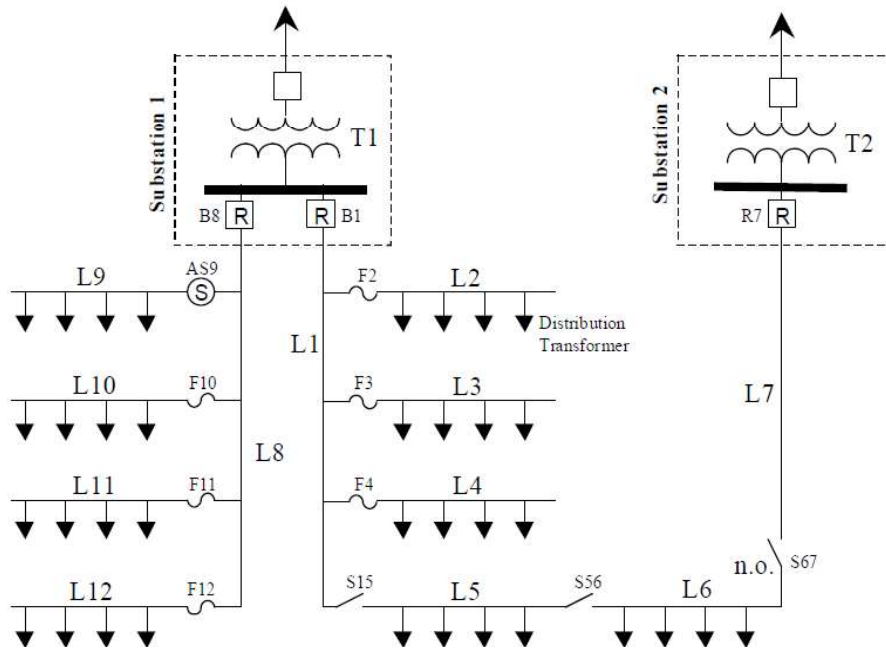 Substation 1
T1
B8
R
R
B1
Substation 2
T2
R7
R
L9
AS9
S
F2
L2
Distribution
Transformer
L1
L10
F10
F3
L3
L7
L8
L11
F11
F4
L4
n.o.
S67
L12
F12
S15
L5
S56
L6